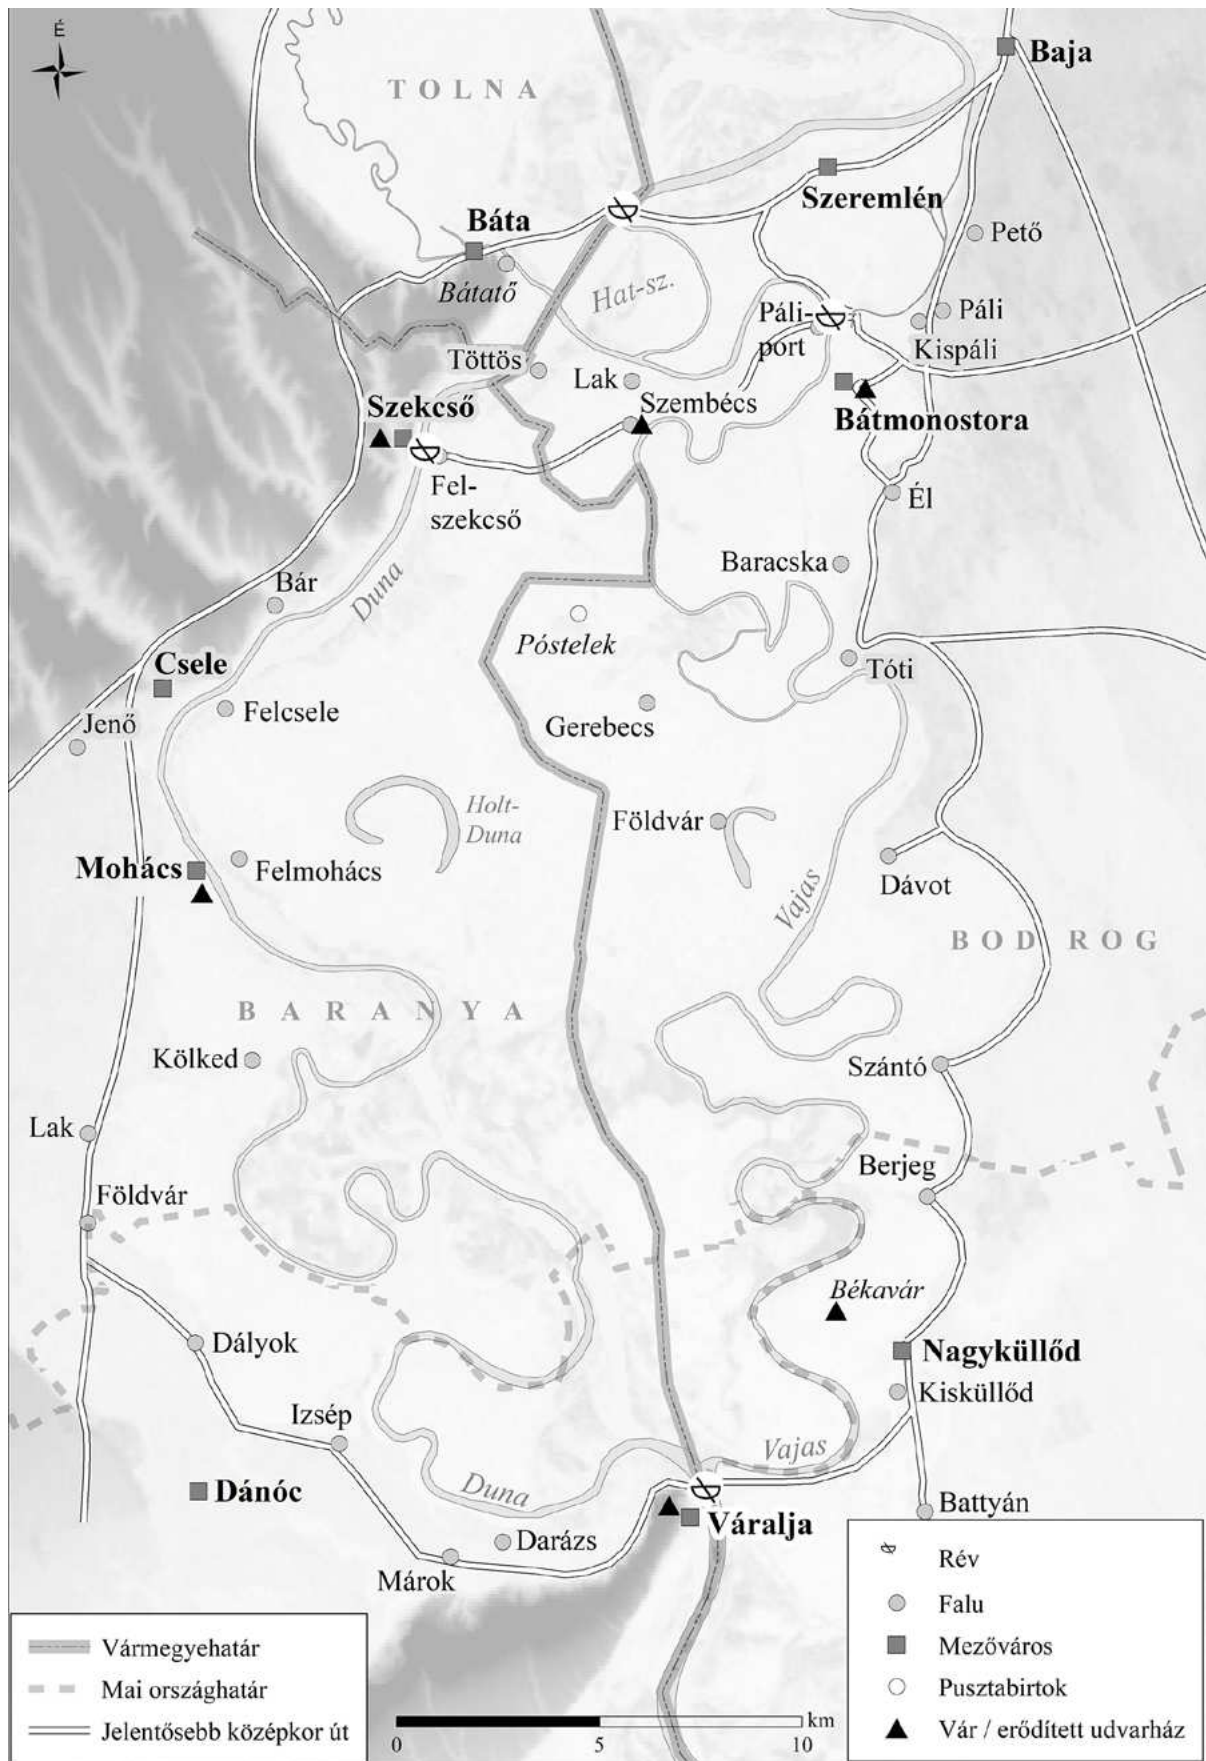 É
TOLNA
Baja
Szeremlén
Báta
Pető
Bátatő
Hat-sz.
Páli
Páli-
port
Kispáli
Töttös
Lak
Szembécs
Szekcső
Bátmonostora
Fel-
szekcső
Él
Baracska
Bár
Duna
Póstelek
Csele
Tóti
Jenő
Felcsele
Gerebecs
Holt-
Duna
Földvár
Mohács
Felmohács
Dávot
Vajas
BODROG
BARANYA
Kölked
Szántó
Lak
Berjeg
Földvár
Békavár
Dályok
Nagyküllőd
Kisküllőd
Izsép
Vajas
Dánóc
Duna
Váralja
Battyán
Darázs
Márok
Vármegyehatár
Mai országhatár
Jelentősebb középkor út
km
0 5 10
Rév
Falu
Mezőváros
Pusztabirtok
Vár / erődített udvarház